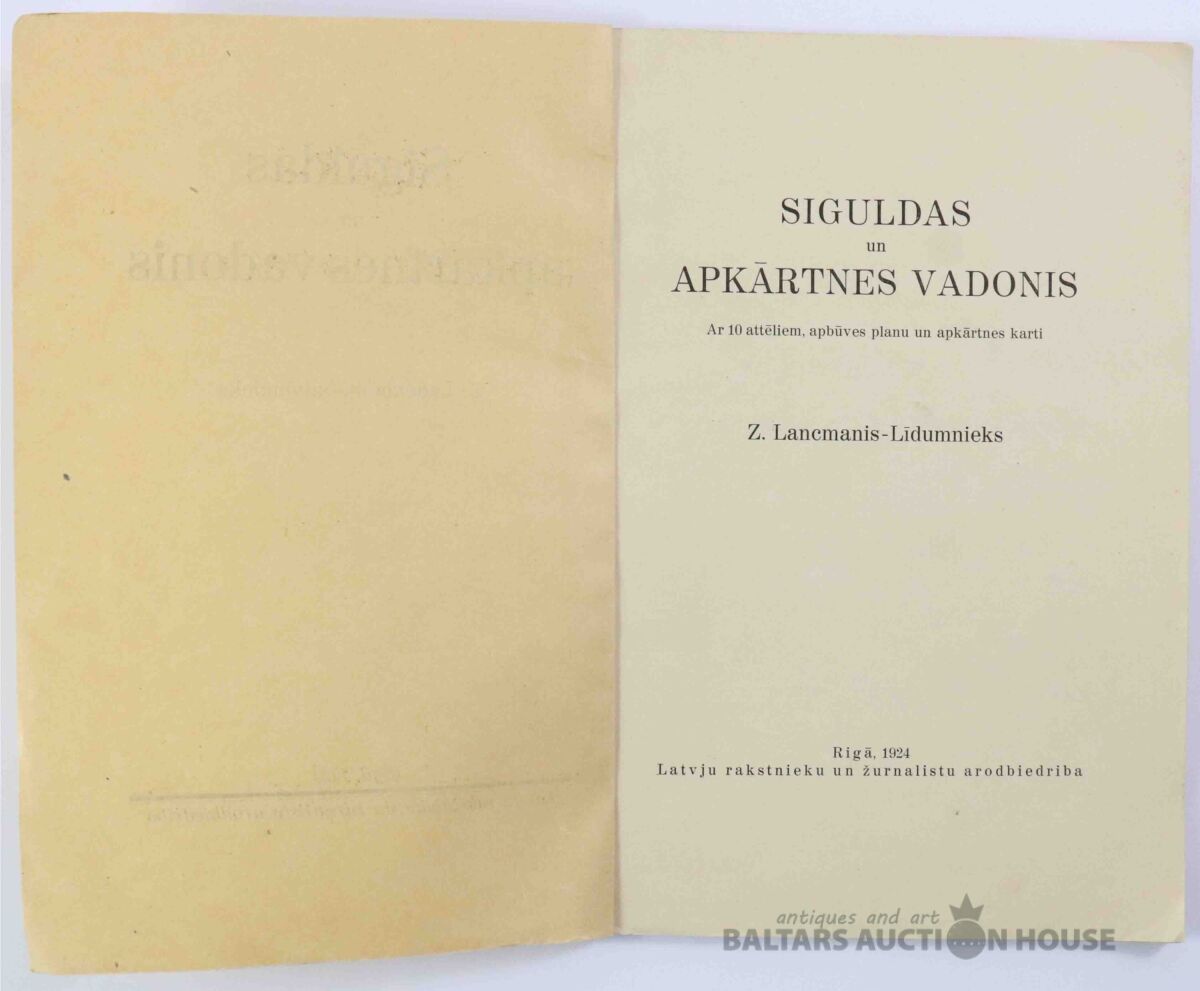 SIGULDAS
un
APKĀRTNES VADONIS
Ar 10 attēliem, apbūves planu un apkārtnes karti
Z. Lancmanis-Līdumnieks
Rigā, 1924
Latvju rakstnieku un žurnalistu arodbiedriba
antiques and art
BALTARS AUCTION HOUSE